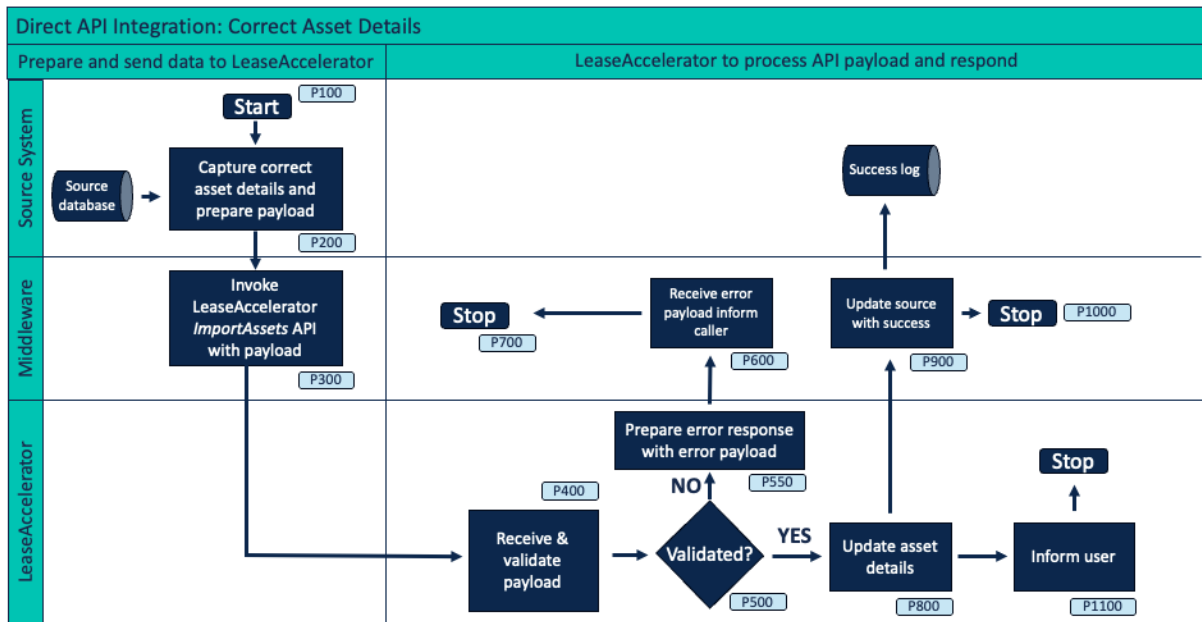 Direct API Integration: Correct Asset Details
Prepare and send data to LeaseAccelerator
LeaseAccelerator to process API payload and respond
Source System
P100
Start
Source
database
Capture correct
asset details and
prepare payload
P200
Success log
Middleware
Invoke
LeaseAccelerator
ImportAssets API
with payload
P300
Stop
P700
Receive error
payload inform
caller
P600
Update source
with success
P900
Stop
P1000
LeaseAccelerator
Prepare error response
with error payload
P550
NO
P400
Receive &
validate
payload
Validated?
P500
YES
Update asset
details
P800
Stop
Inform user
P1100